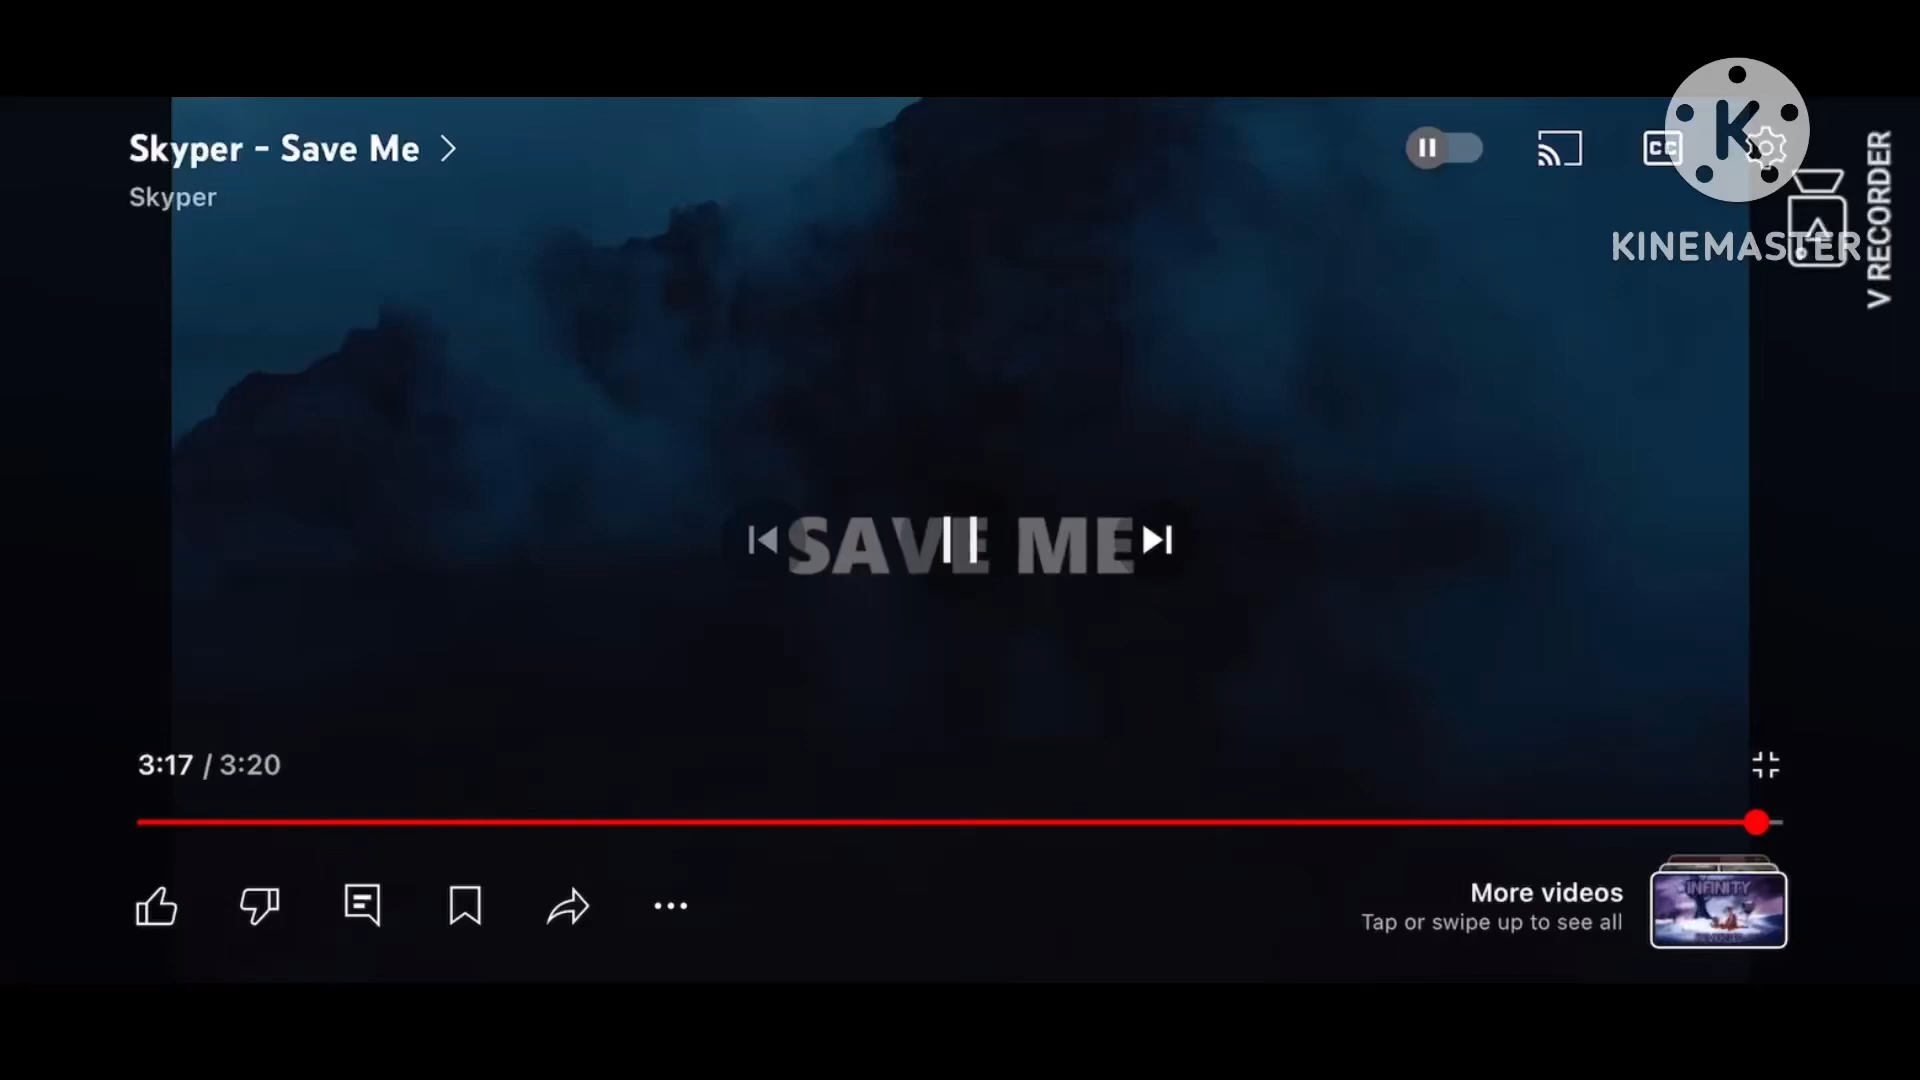 Skyper - Save Me
Skyper
CC
K
KINEMASTER
V RECORDER
SAVE ME
3:17 / 3:20
More videos
Tap or swipe up to see all
INFINITY